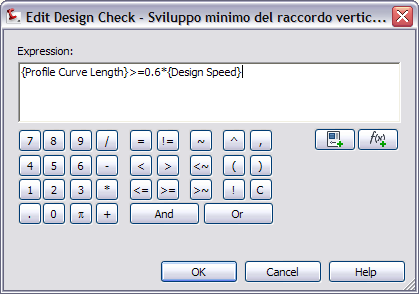 Edit Design Check - Sviluppo minimo del raccordo vertic...
Expression:
{Profile Curve Length}>=0.6*{Design Speed}
7 8 9 / = != ~ ^ , f(x)
4 5 6 - < > <~ ( )
1 2 3 * <= >= >~ ! C
. 0 π + And Or
OK Cancel Help